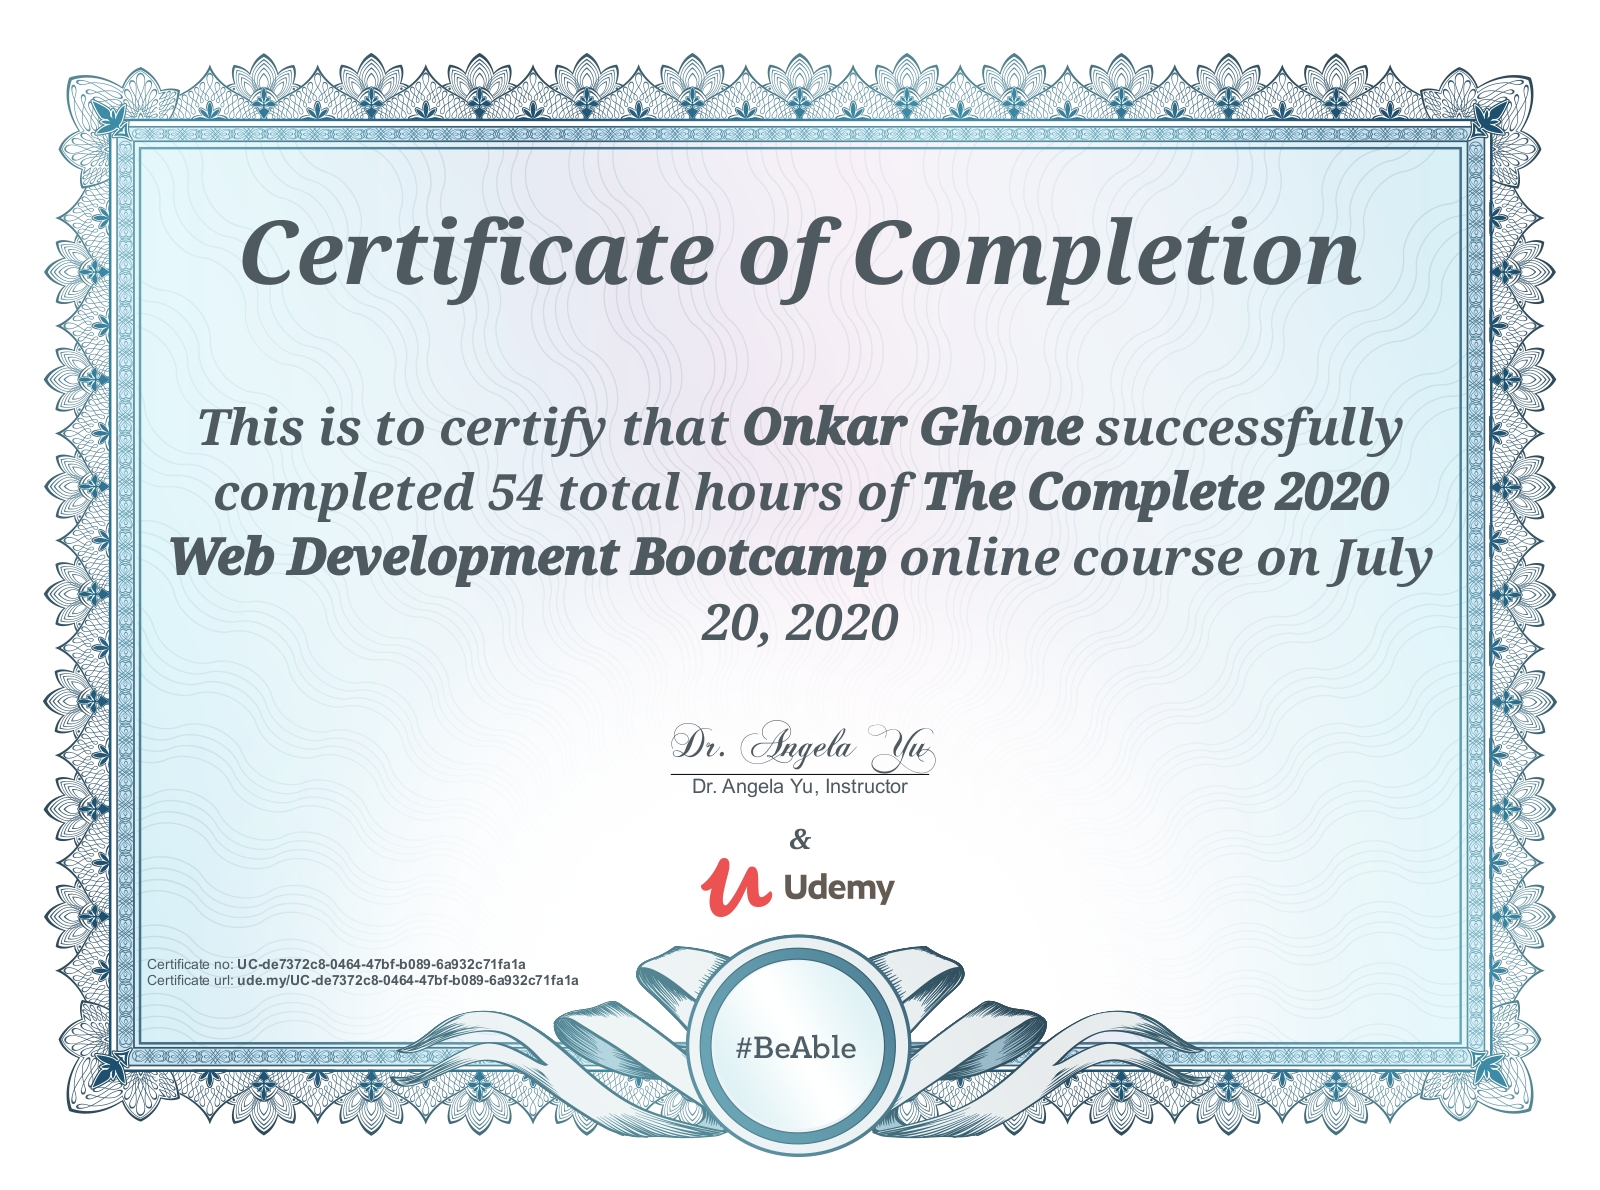 Certificate of Completion
This is to certify that Onkar Ghone successfully
completed 54 total hours of The Complete 2020
Web Development Bootcamp online course on July
20, 2020
Dr. Angela Yu
Dr. Angela Yu, Instructor
&
Udemy
Certificate no: UC-de7372c8-0464-47bf-b089-6a932c71fa1a
Certificate url: ude.my/UC-de7372c8-0464-47bf-b089-6a932c71fa1a
#BeAble